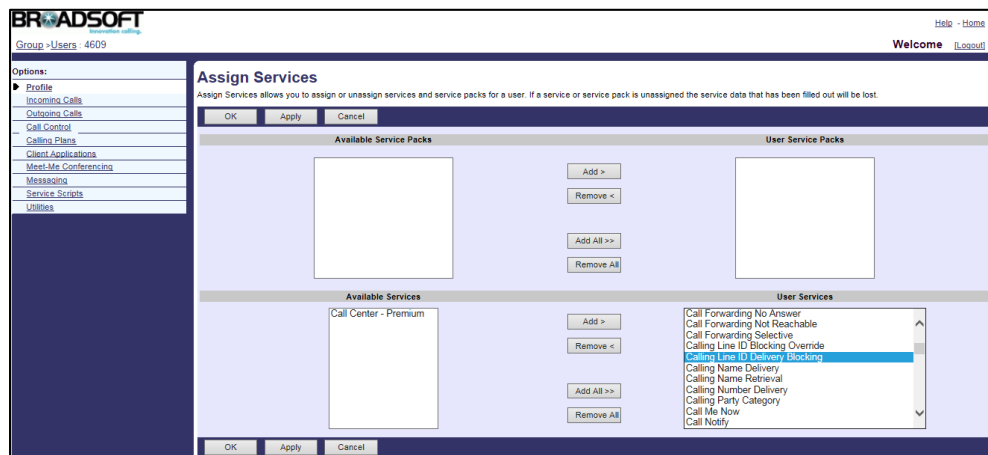 BROADSOFT
Innovation calling.
Help - Home
Group >Users : 4609
Welcome [Logout]
Options:
Profile
Incoming Calls
Outgoing Calls
Call Control
Calling Plans
Client Applications
Meet-Me Conferencing
Messaging
Service Scripts
Utilities
Assign Services
Assign Services allows you to assign or unassign services and service packs for a user. If a service or service pack is unassigned the service data that has been filled out will be lost.
OK Apply Cancel
Available Service Packs User Service Packs
Add >
Remove <
Add All >>
Remove All
Available Services User Services
Call Center - Premium
Add >
Remove <
Add All >>
Remove All
Call Forwarding No Answer
Call Forwarding Not Reachable
Call Forwarding Selective
Calling Line ID Blocking Override
Calling Line ID Delivery Blocking
Calling Name Delivery
Calling Name Retrieval
Calling Number Delivery
Calling Party Category
Call Me Now
Call Notify
OK Apply Cancel